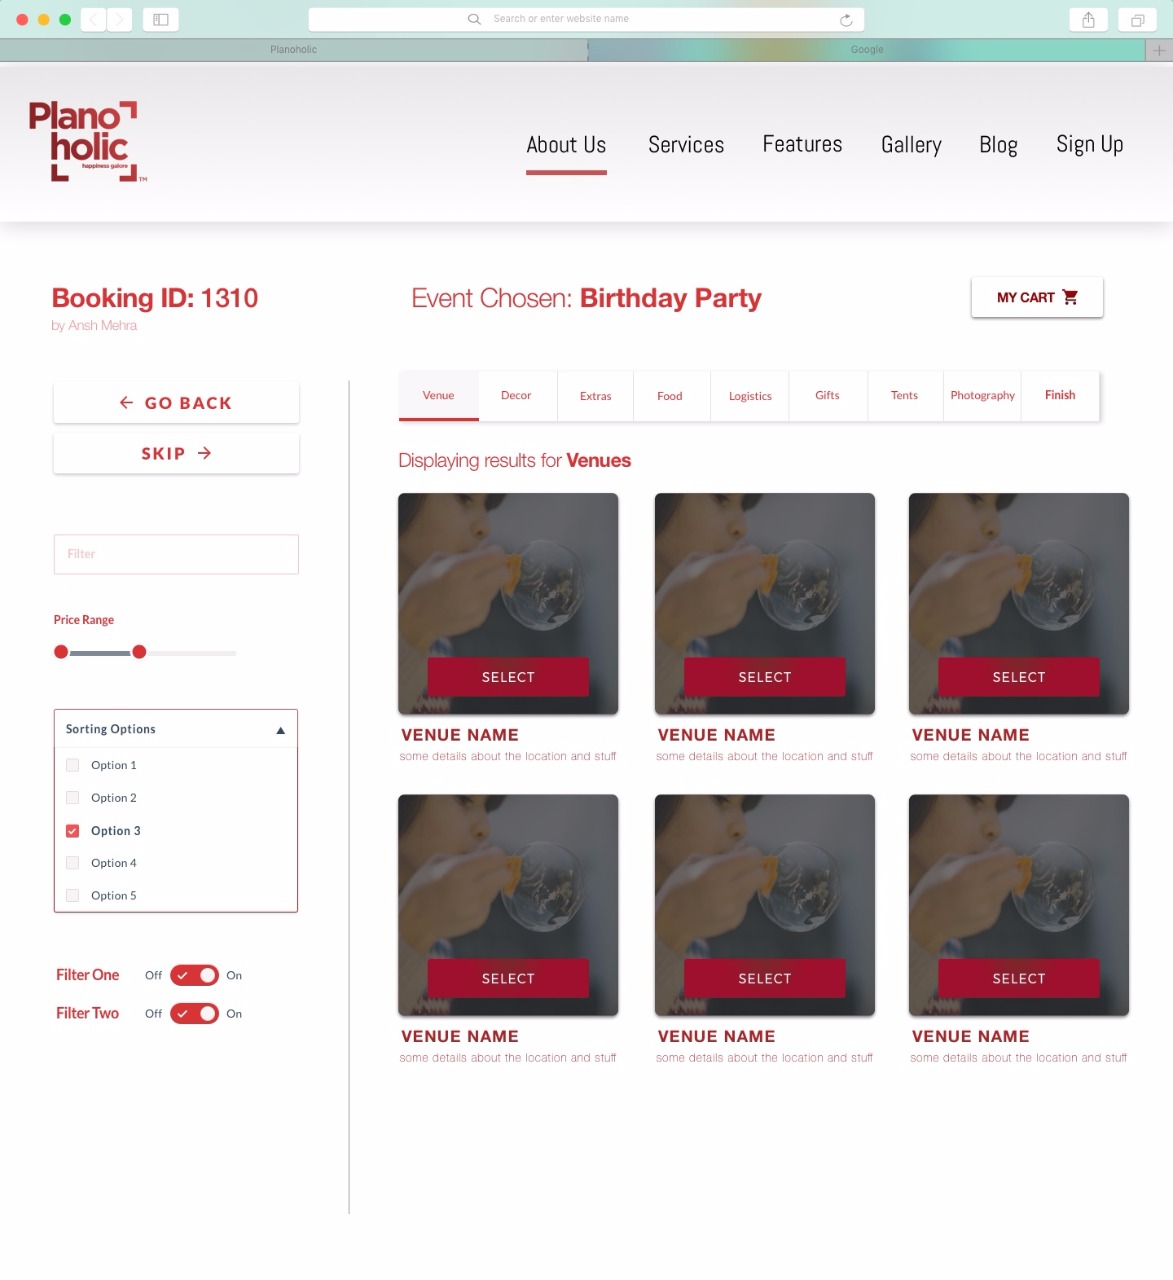 Search or enter website name
Planoholic
Google
Plano
holic
happiness galore
TM
About Us
Services
Features
Gallery
Blog
Sign Up
Booking ID: 1310
by Ansh Mehra
Event Chosen: Birthday Party
MY CART
GO BACK
SKIP
Filter
Price Range
Sorting Options
Option 1
Option 2
Option 3
Option 4
Option 5
Filter One
Off
On
Filter Two
Off
On
Venue
Decor
Extras
Food
Logistics
Gifts
Tents
Photography
Finish
Displaying results for Venues
SELECT
SELECT
SELECT
VENUE NAME
VENUE NAME
VENUE NAME
some details about the location and stuff
some details about the location and stuff
some details about the location and stuff
SELECT
SELECT
SELECT
VENUE NAME
VENUE NAME
VENUE NAME
some details about the location and stuff
some details about the location and stuff
some details about the location and stuff